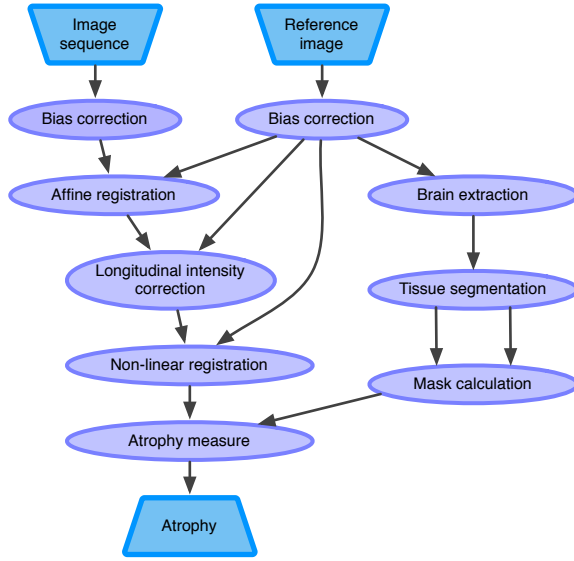 Image
sequence
Reference
image
Bias correction
Bias correction
Affine registration
Brain extraction
Longitudinal intensity
correction
Tissue segmentation
Non-linear registration
Mask calculation
Atrophy measure
Atrophy